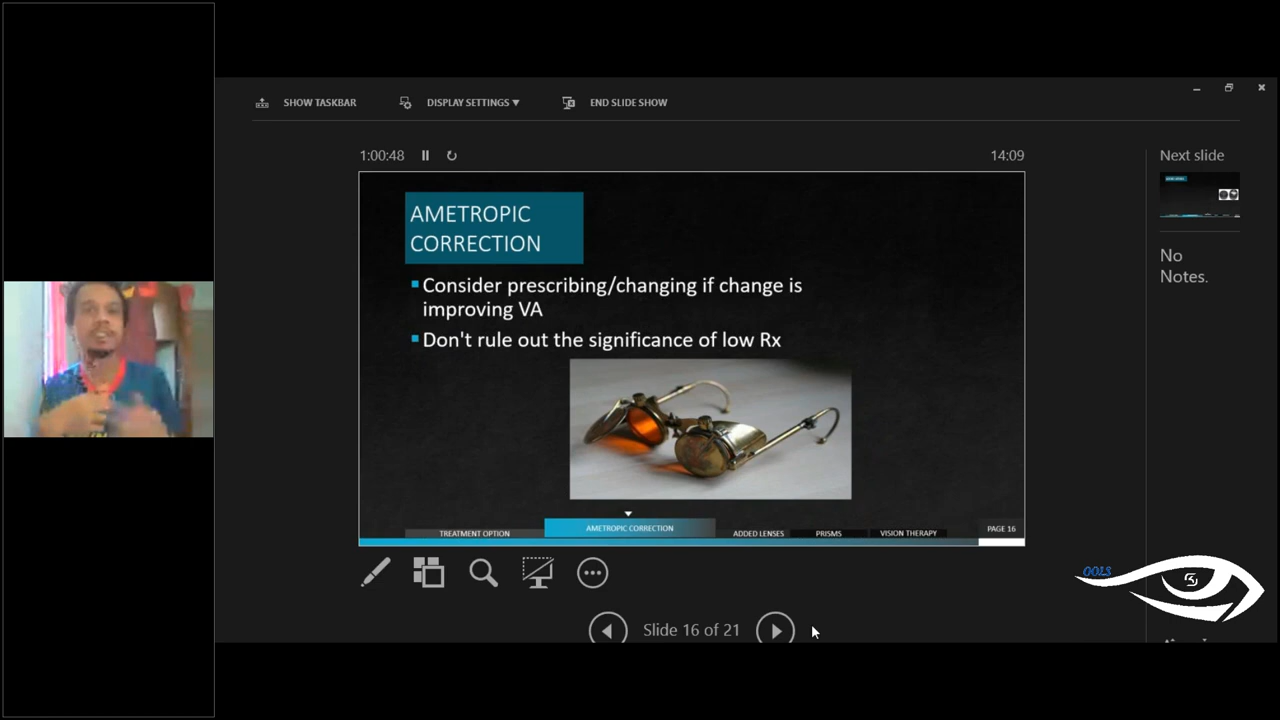 SHOW TASKBAR
DISPLAY SETTINGS ▼
END SLIDE SHOW
1:00:48
14:09
AMETROPIC
CORRECTION
Consider prescribing/changing if change is
improving VA
Don't rule out the significance of low Rx
TREATMENT OPTION
AMETROPIC CORRECTION
ADDED LENSES
PRISMS
VISION THERAPY
PAGE 16
Slide 16 of 21
Next slide
No
Notes.
OOLS